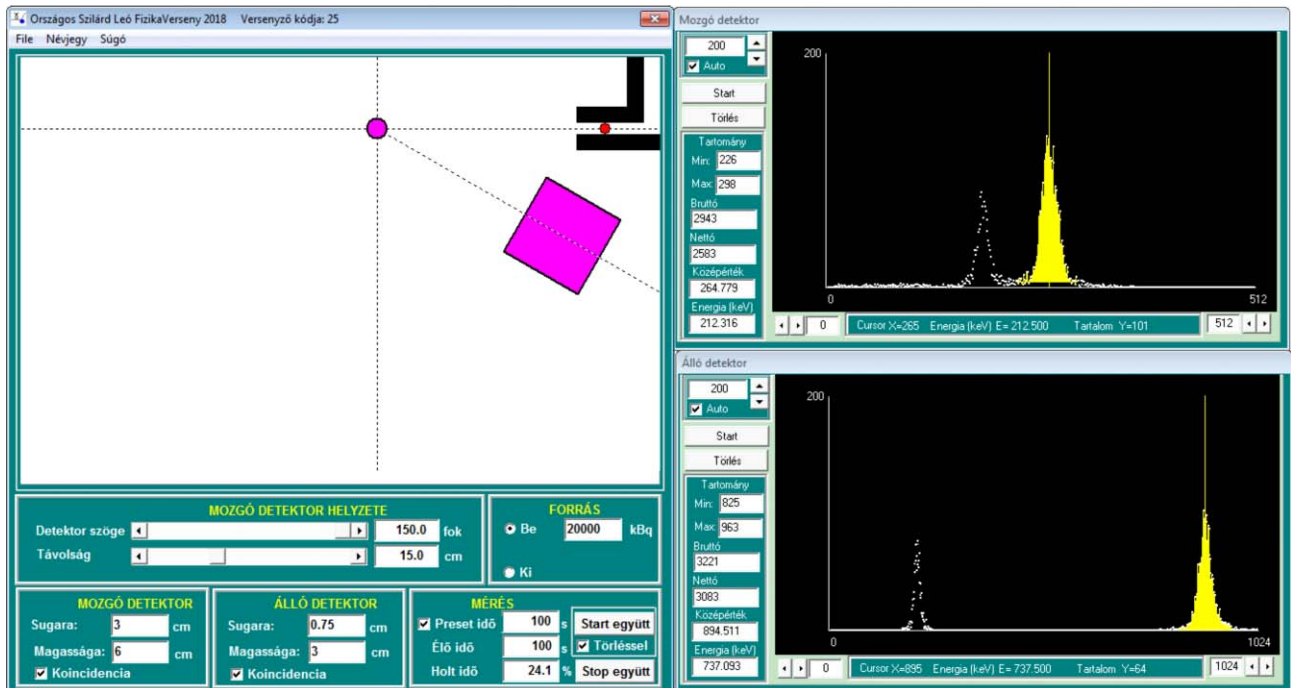 Országos Szilárd Leó FizikaVerseny 2018 Versenyző kódja: 25
File Névjegy Súgó
MOZGÓ DETEKTOR HELYZETE
Detektor szöge 150.0 fok
Távolság 15.0 cm
FORRÁS
Be 20000 kBq
Ki
MOZGÓ DETEKTOR
Sugara: 3 cm
Magassága: 6 cm
Koincidencia
ÁLLÓ DETEKTOR
Sugara: 0.75 cm
Magassága: 3 cm
Koincidencia
MÉRÉS
Preset idő 100 s Start együtt
Élő idő 100 s Törléssel
Holt idő 24.1 % Stop együtt
Mozgó detektor
200
Auto
Start
Törlés
Tartomány
Min: 226
Max: 298
Bruttó
2943
Nettó
2583
Középérték
264.779
Energia (keV)
212.316
200
0 512
0 Cursor X=265 Energia (keV) E= 212.500 Tartalom Y=101 512
Álló detektor
200
Auto
Start
Törlés
Tartomány
Min: 825
Max: 963
Bruttó
3221
Nettó
3083
Középérték
894.511
Energia (keV)
737.093
200
0 1024
0 Cursor X=895 Energia (keV) E= 737.500 Tartalom Y=64 1024